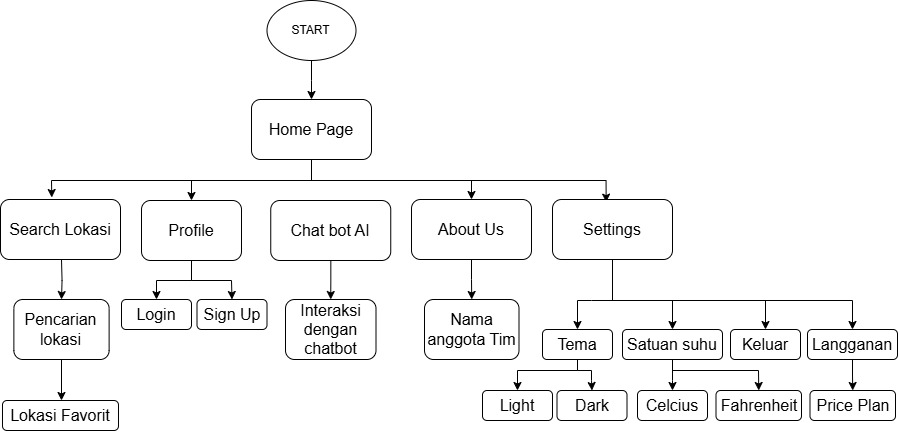 START
Home Page
Search Lokasi
Profile
Chat bot AI
About Us
Settings
Pencarian
lokasi
Login
Sign Up
Interaksi
dengan
chatbot
Nama
anggota Tim
Tema
Satuan suhu
Keluar
Langganan
Lokasi Favorit
Light
Dark
Celcius
Fahrenheit
Price Plan